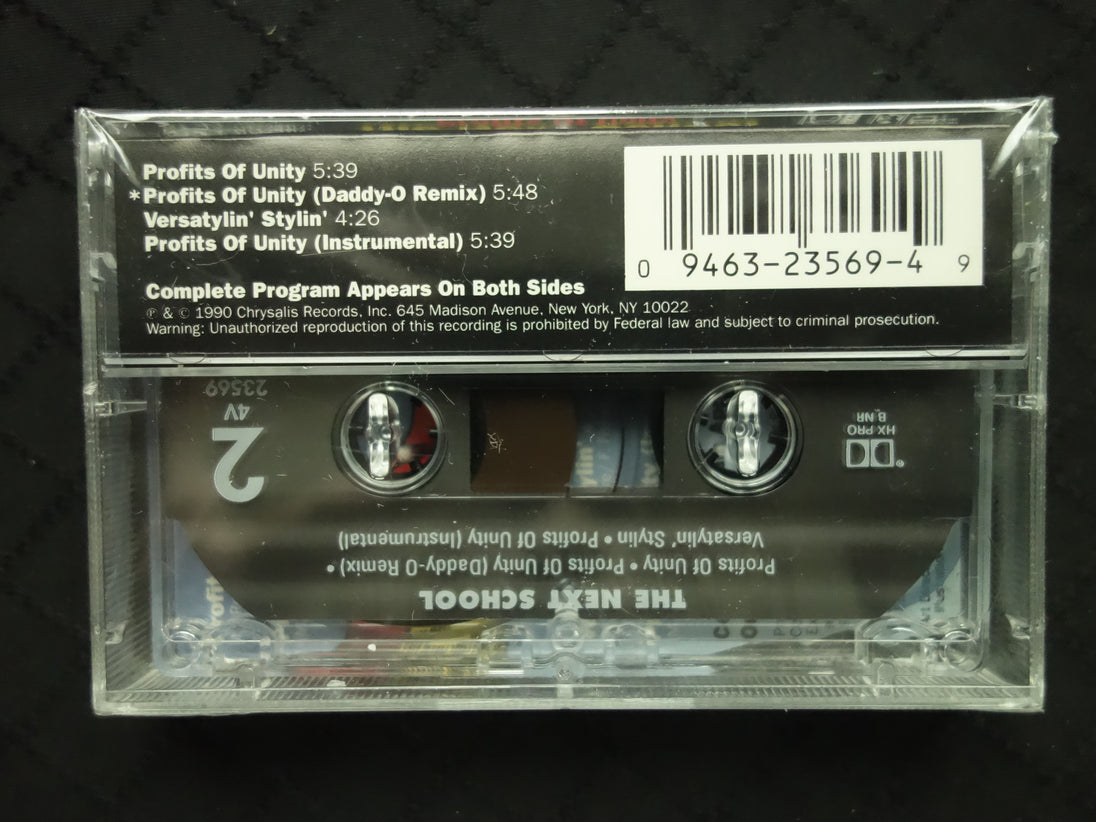 Profits Of Unity 5:39
*Profits Of Unity (Daddy-O Remix) 5:48
Versatylin' Stylin' 4:26
Profits Of Unity (Instrumental) 5:39
Complete Program Appears On Both Sides
℗ & © 1990 Chrysalis Records, Inc. 645 Madison Avenue, New York, NY 10022
Warning: Unauthorized reproduction of this recording is prohibited by Federal law and subject to criminal prosecution.
0 9463-23569-4 9
THE NEXT SCHOOL
Profits Of Unity • Profits Of Unity (Daddy-O Remix) •
Versatylin' Stylin • Profits Of Unity (Instrumental)
2
4V
23569
HX PRO
B NR